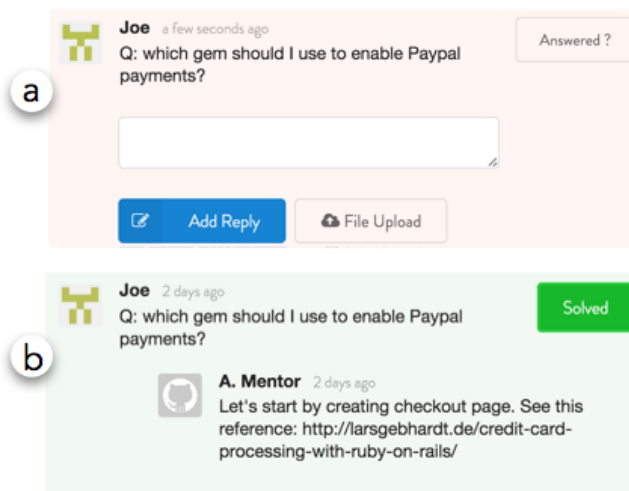 Joe a few seconds ago
Answered ?
Q: which gem should I use to enable Paypal
payments?
a
Add Reply
File Upload
Joe 2 days ago
Solved
Q: which gem should I use to enable Paypal
payments?
b
A. Mentor 2 days ago
Let's start by creating checkout page. See this
reference: http://larsgebhardt.de/credit-card-
processing-with-ruby-on-rails/